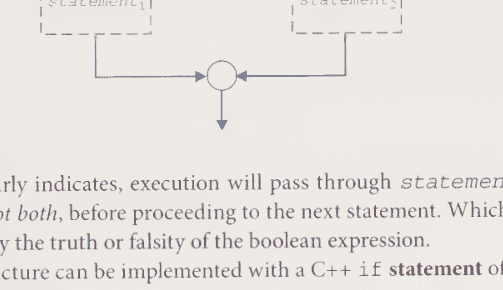 statement₁ statement₂
rly indicates, execution will pass through statemen
ot both, before proceeding to the next statement. Which
y the truth or falsity of the boolean expression.
cture can be implemented with a C++ if statement of